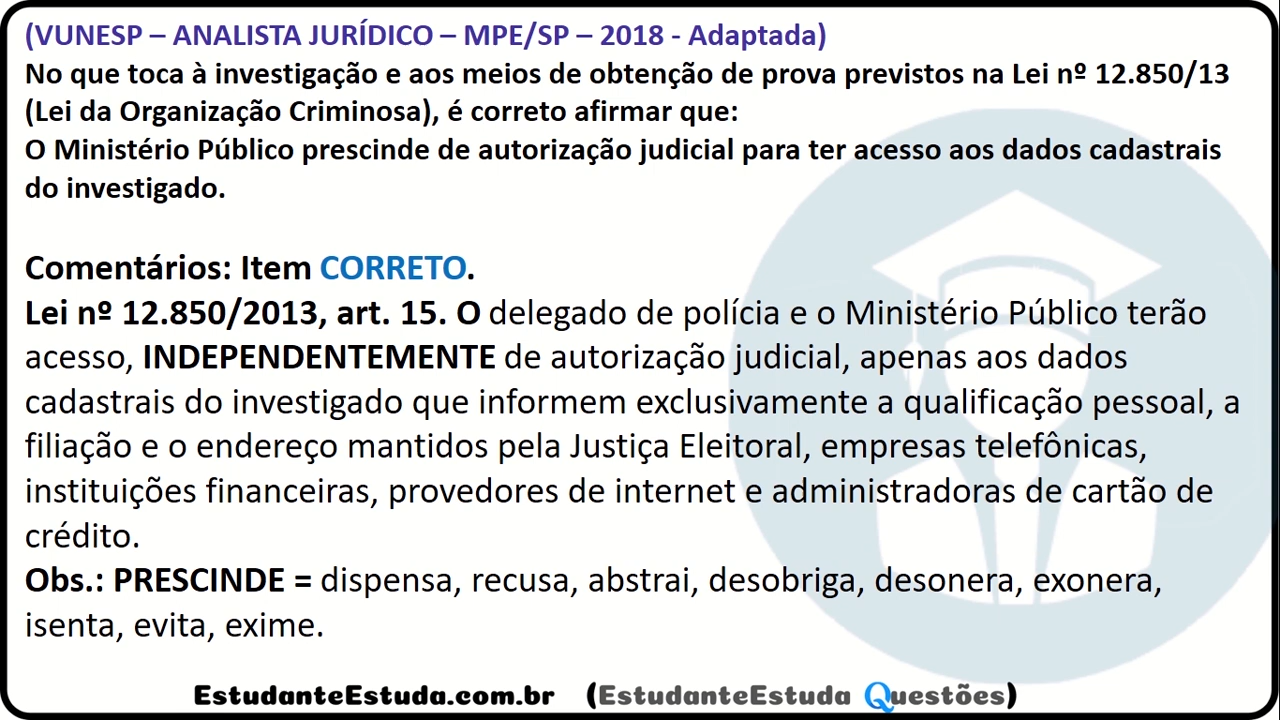 (VUNESP – ANALISTA JURÍDICO – MPE/SP – 2018 - Adaptada)
No que toca à investigação e aos meios de obtenção de prova previstos na Lei nº 12.850/13
(Lei da Organização Criminosa), é correto afirmar que:
O Ministério Público prescinde de autorização judicial para ter acesso aos dados cadastrais
do investigado.
Comentários: Item CORRETO.
Lei nº 12.850/2013, art. 15. O delegado de polícia e o Ministério Público terão
acesso, INDEPENDENTEMENTE de autorização judicial, apenas aos dados
cadastrais do investigado que informem exclusivamente a qualificação pessoal, a
filiação e o endereço mantidos pela Justiça Eleitoral, empresas telefônicas,
instituições financeiras, provedores de internet e administradoras de cartão de
crédito.
Obs.: PRESCINDE = dispensa, recusa, abstrai, desobriga, desonera, exonera,
isenta, evita, exime.
EstudanteEstuda.com.br (EstudanteEstuda Questões)